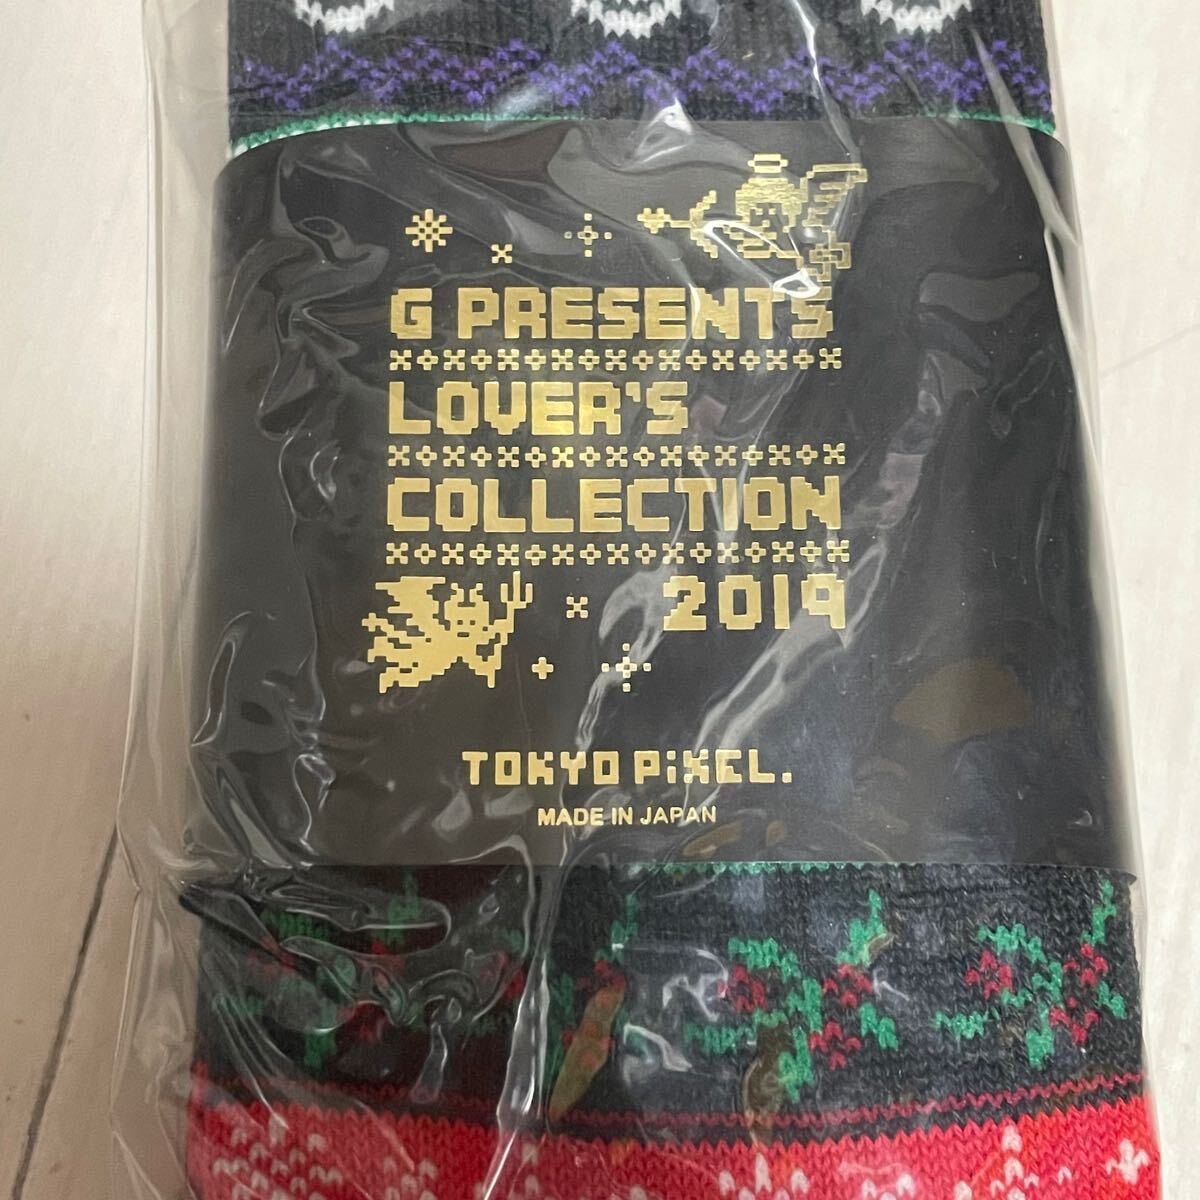 G PRESENTS
LOVER'S
COLLECTION
2019
TOKYO PiXEL.
MADE IN JAPAN